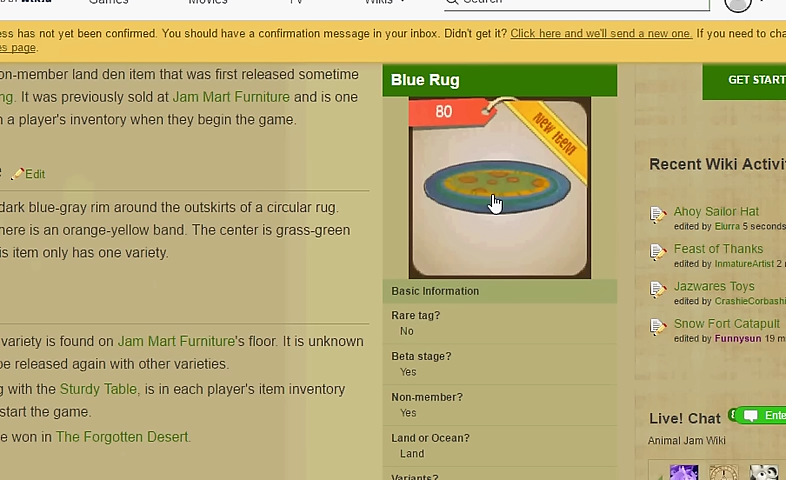 Games
Movies
TV
Wikis
Search
ess has not yet been confirmed. You should have a confirmation message in your inbox. Didn't get it? Click here and we'll send a new one. If you need to cha
es page.
on-member land den item that was first released sometime
ng. It was previously sold at Jam Mart Furniture and is one
n a player's inventory when they begin the game.
Edit
dark blue-gray rim around the outskirts of a circular rug.
here is an orange-yellow band. The center is grass-green
is item only has one variety.
variety is found on Jam Mart Furniture's floor. It is unknown
be released again with other varieties.
g with the Sturdy Table, is in each player's item inventory
start the game.
e won in The Forgotten Desert.
Blue Rug
80
NEW ITEM
Basic Information
Rare tag?
No
Beta stage?
Yes
Non-member?
Yes
Land or Ocean?
Land
Variants?
GET START
Recent Wiki Activi
Ahoy Sailor Hat
edited by Elurra 5 seconds
Feast of Thanks
edited by InmatureArtist 2
Jazwares Toys
edited by CrashieCorbash
Snow Fort Catapult
edited by Funnysun 19 m
Live! Chat
Ente
Animal Jam Wiki